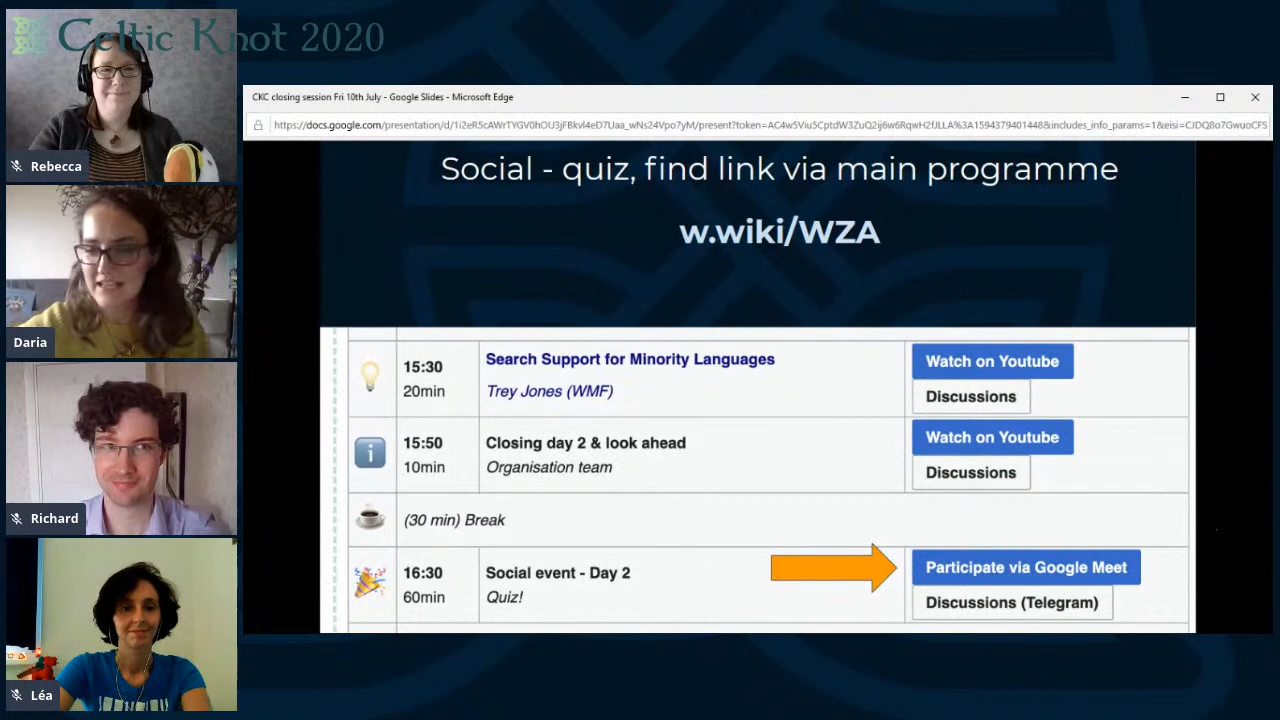 Celtic Knot 2020
Rebecca
Daria
Richard
Léa
CKC closing session Fri 10th July - Google Slides - Microsoft Edge
Social - quiz, find link via main programme
w.wiki/WZA
15:30
20min
Search Support for Minority Languages
Trey Jones (WMF)
Watch on Youtube
Discussions
15:50
10min
Closing day 2 & look ahead
Organisation team
Watch on Youtube
Discussions
(30 min) Break
16:30
60min
Social event - Day 2
Quiz!
Participate via Google Meet
Discussions (Telegram)